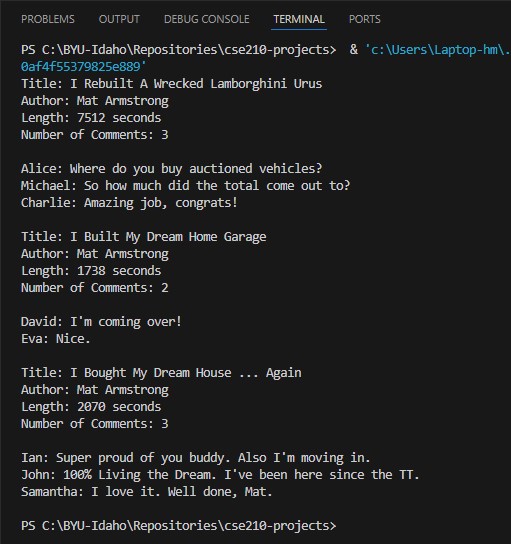 PROBLEMS OUTPUT DEBUG CONSOLE TERMINAL PORTS
PS C:\BYU-Idaho\Repositories\cse210-projects> & 'c:\Users\Laptop-hm\.
0af4f55379825e889'
Title: I Rebuilt A Wrecked Lamborghini Urus
Author: Mat Armstrong
Length: 7512 seconds
Number of Comments: 3
Alice: Where do you buy auctioned vehicles?
Michael: So how much did the total come out to?
Charlie: Amazing job, congrats!
Title: I Built My Dream Home Garage
Author: Mat Armstrong
Length: 1738 seconds
Number of Comments: 2
David: I'm coming over!
Eva: Nice.
Title: I Bought My Dream House ... Again
Author: Mat Armstrong
Length: 2070 seconds
Number of Comments: 3
Ian: Super proud of you buddy. Also I'm moving in.
John: 100% Living the Dream. I've been here since the TT.
Samantha: I love it. Well done, Mat.
PS C:\BYU-Idaho\Repositories\cse210-projects>